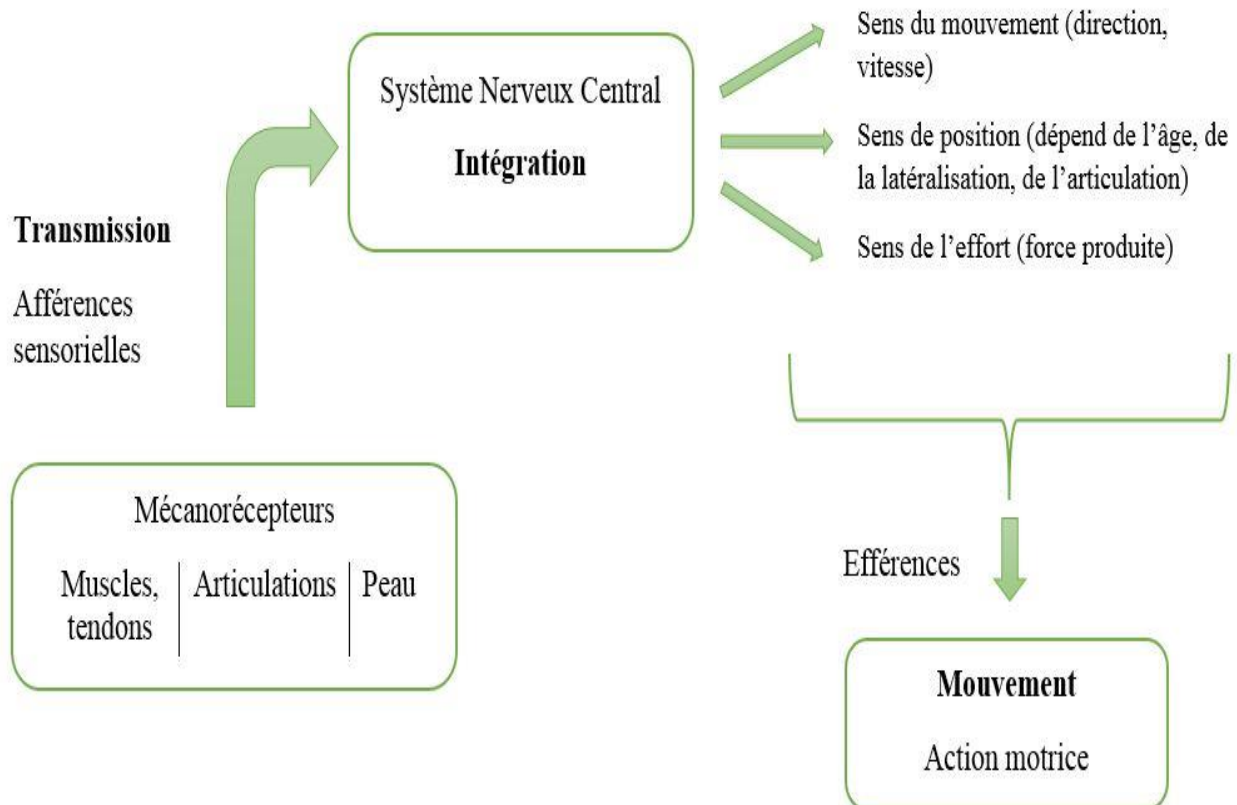 Système Nerveux Central
Intégration
Sens du mouvement (direction,
vitesse)
Sens de position (dépend de l’âge, de
la latéralisation, de l’articulation)
Sens de l’effort (force produite)
Transmission
Afférences
sensorielles
Mécanorécepteurs
Muscles,
tendons
Articulations
Peau
Efférences
Mouvement
Action motrice